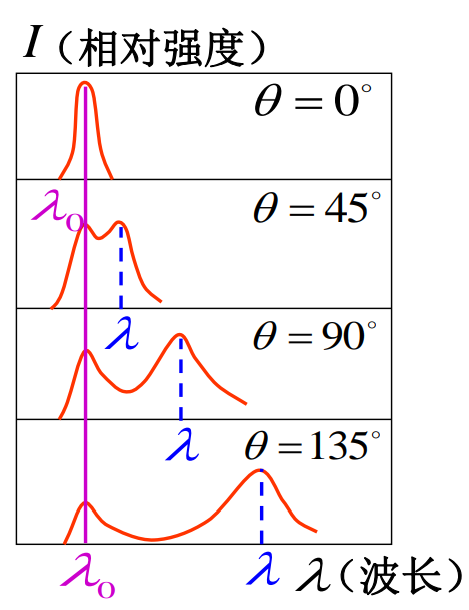 I（相对强度）
θ = 0°
λ₀
θ = 45°
λ
θ = 90°
λ
θ = 135°
λ₀ λ λ（波长）